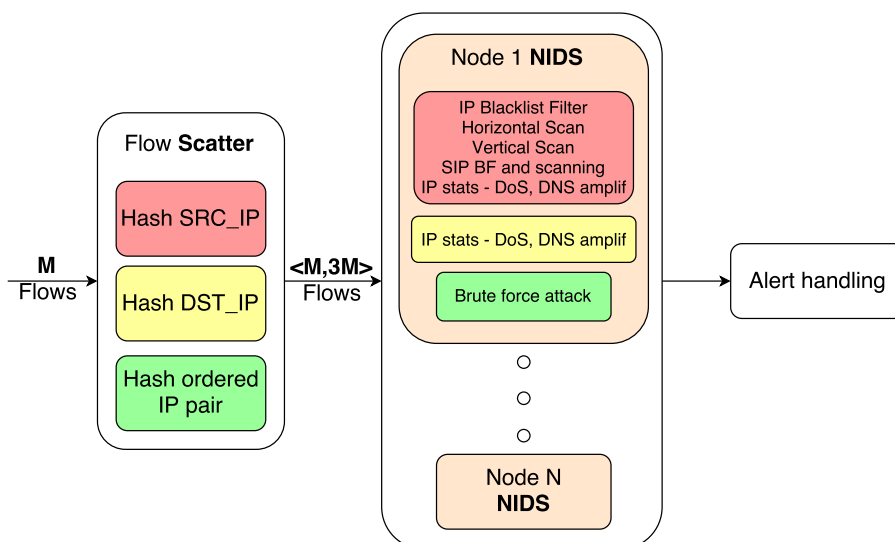 M
Flows
Flow Scatter
Hash SRC_IP
Hash DST_IP
Hash ordered
IP pair
<M,3M>
Flows
Node 1 NIDS
IP Blacklist Filter
Horizontal Scan
Vertical Scan
SIP BF and scanning
IP stats - DoS, DNS amplif
IP stats - DoS, DNS amplif
Brute force attack
Node N
NIDS
Alert handling